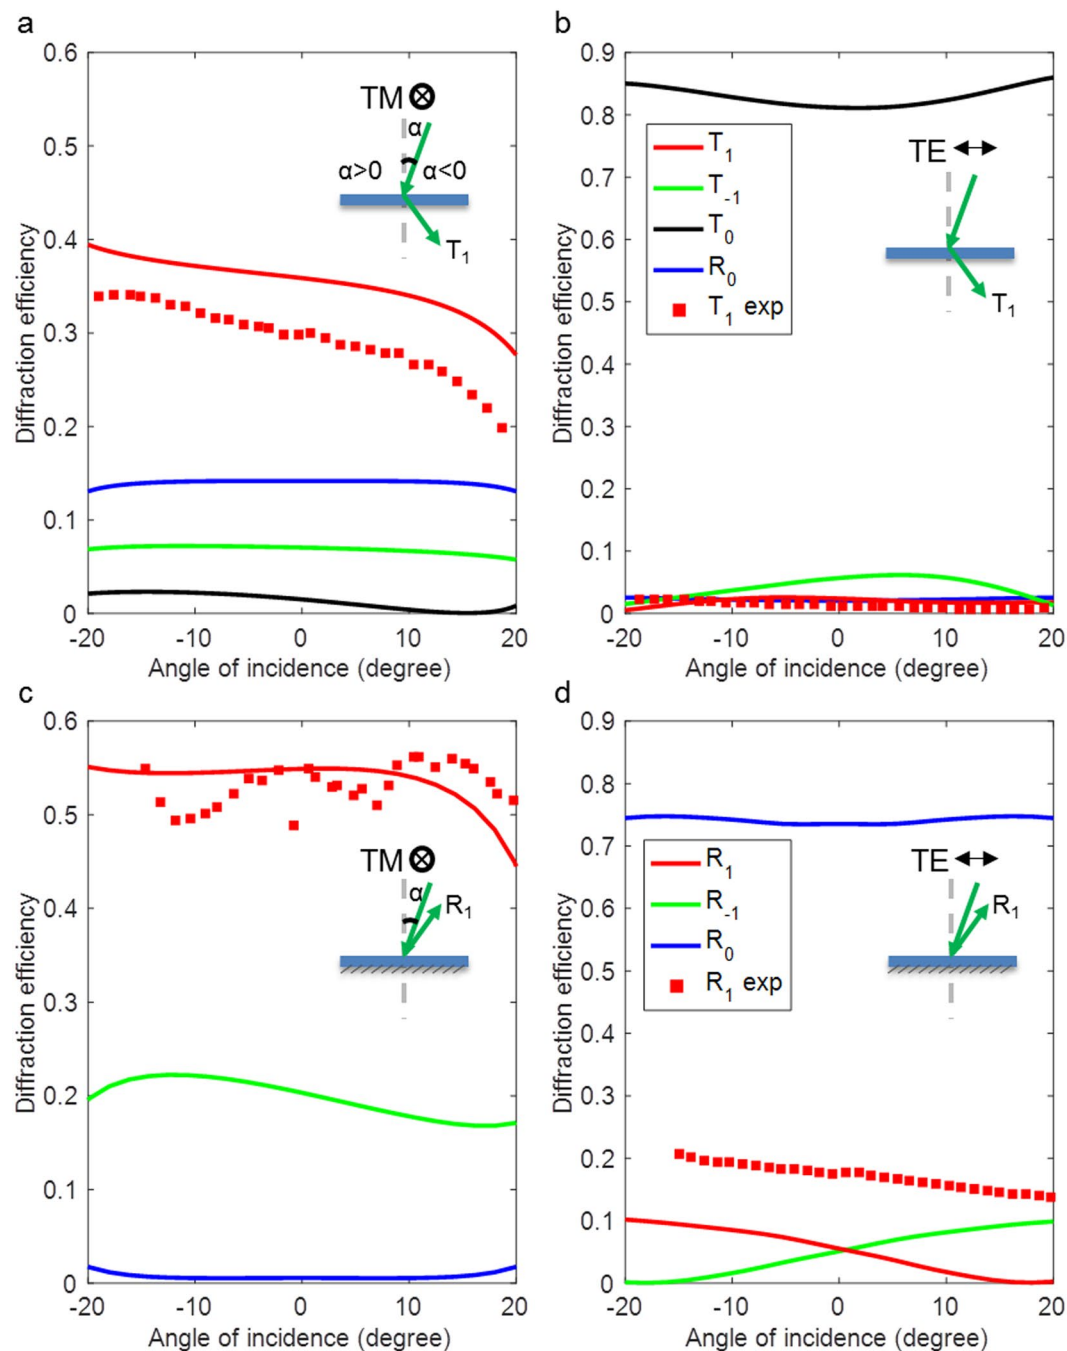 a
0.6
0.5
0.4
0.3
0.2
0.1
0
-20
-10
0
10
20
Diffraction efficiency
Angle of incidence (degree)
TM ⊗
α
α>0
α<0
T1
b
0.9
0.8
0.7
0.6
0.5
0.4
0.3
0.2
0.1
0
-20
-10
0
10
20
Diffraction efficiency
Angle of incidence (degree)
T1
T-1
T0
R0
T1 exp
TE
T1
c
0.6
0.5
0.4
0.3
0.2
0.1
0
-20
-10
0
10
20
Diffraction efficiency
Angle of incidence (degree)
TM ⊗
α
R1
d
0.9
0.8
0.7
0.6
0.5
0.4
0.3
0.2
0.1
0
-20
-10
0
10
20
Diffraction efficiency
Angle of incidence (degree)
R1
R-1
R0
R1 exp
TE
R1